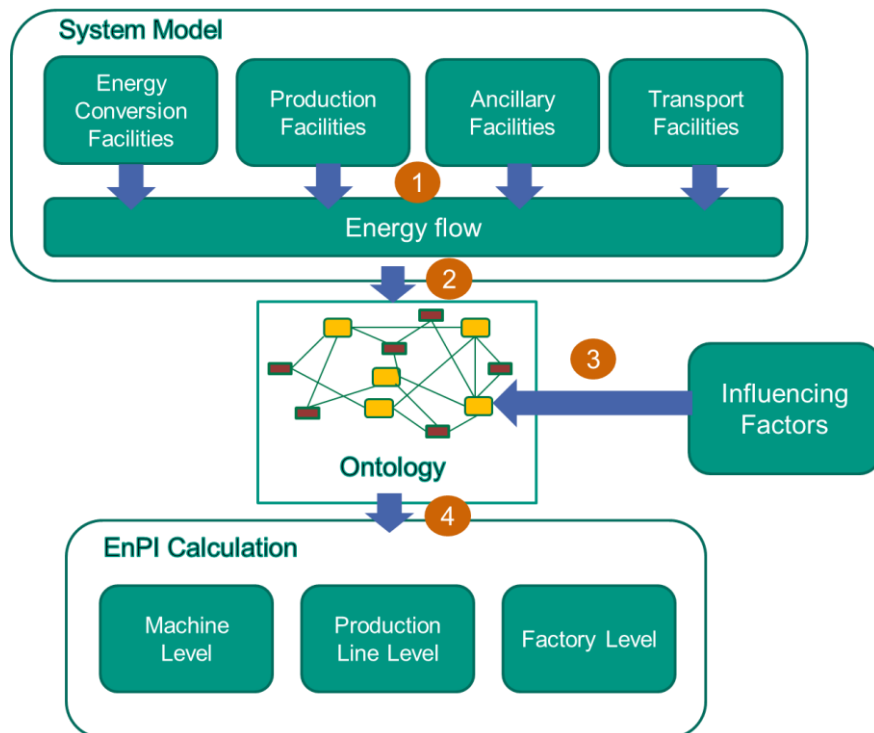 System Model
Energy
Conversion
Facilities
Production
Facilities
Ancillary
Facilities
Transport
Facilities
1
Energy flow
2
3
Influencing
Factors
Ontology
4
EnPI Calculation
Machine
Level
Production
Line Level
Factory Level